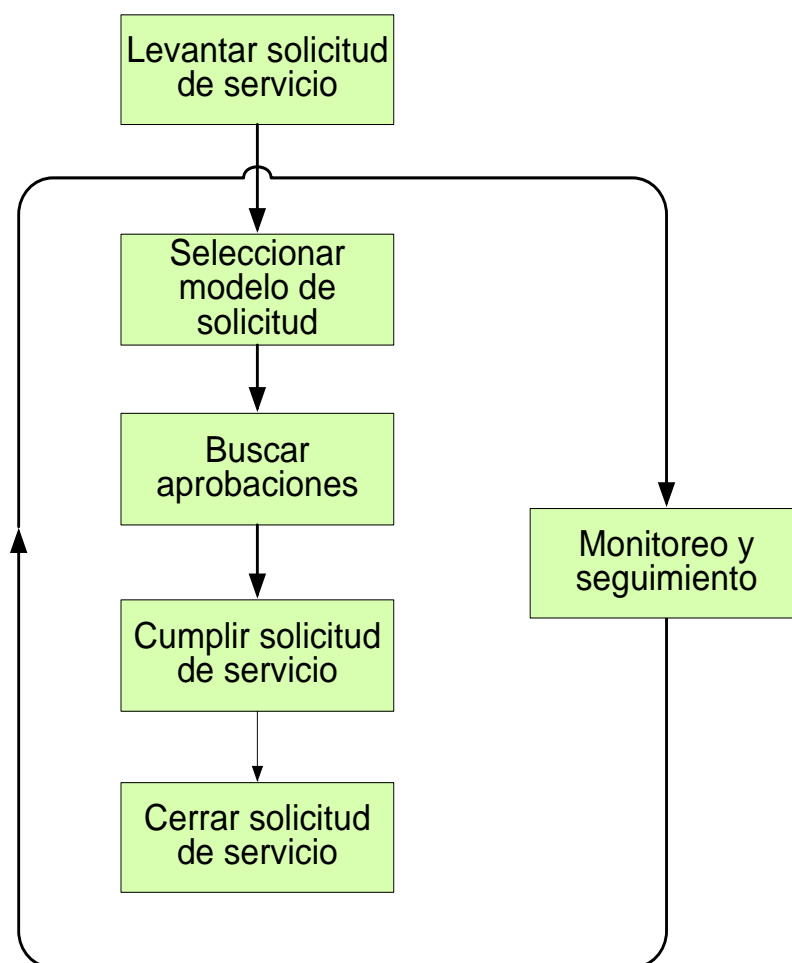 Levantar solicitud
de servicio
Seleccionar
modelo de
solicitud
Buscar
aprobaciones
Monitoreo y
seguimiento
Cumplir solicitud
de servicio
Cerrar solicitud
de servicio